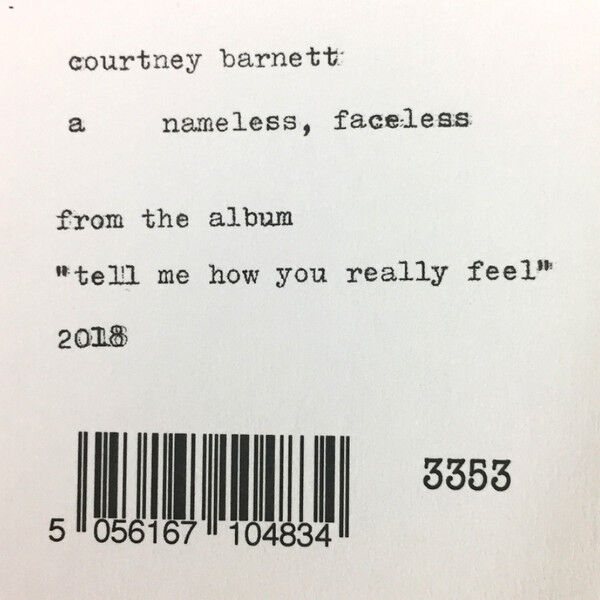 courtney barnett
a nameless, faceless
from the album
"tell me how you really feel"
2018
3353
5 056167 104834